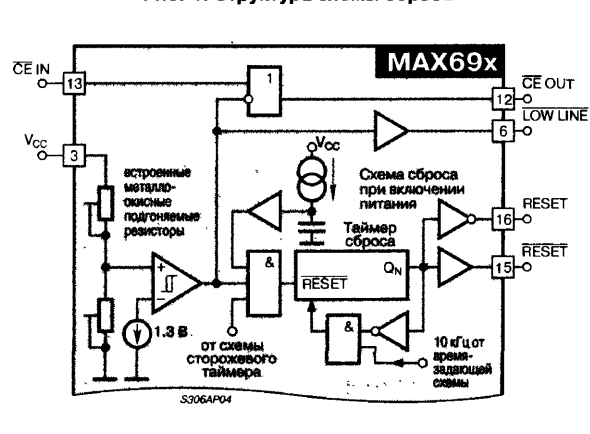 MAX69x
CE IN
13
1
12
CE OUT
6
LOW LINE
VCC
3
VCC
встроенные
металло-
окисные
подгоняемые
резисторы
Схема сброса
при включении
питания
Таймер
сброса
16
RESET
&
RESET
QN
15
RESET
+
−
1.3 В
&
от схемы
сторожевого
таймера
10 кГц от
время-
задающей
схемы
S306AP04